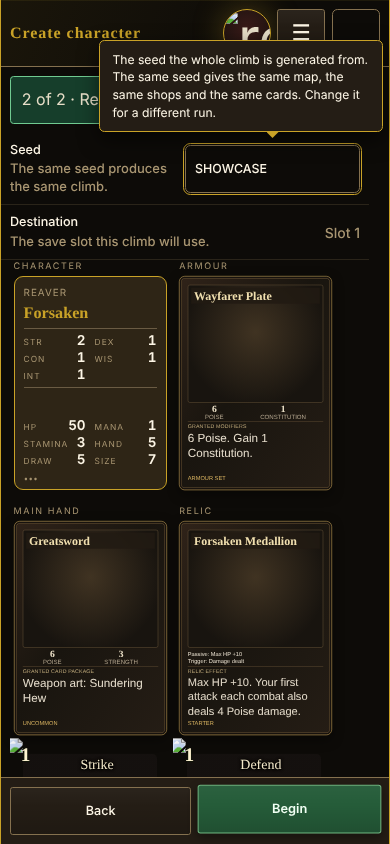 Create character
The seed the whole climb is generated from.
The same seed gives the same map, the
same shops and the same cards. Change it
for a different run.
2 of 2 · Re
Seed
The same seed produces
the same climb.
SHOWCASE
Destination
The save slot this climb will use.
Slot 1
CHARACTER
REAVER
Forsaken
STR 2 DEX 1
CON 1 WIS 1
INT 1
HP 50 MANA 1
STAMINA 3 HAND 5
DRAW 5 SIZE 7
•••
ARMOUR
Wayfarer Plate
6 1
POISE CONSTITUTION
GRANTED MODIFIERS
6 Poise. Gain 1
Constitution.
ARMOUR SET
MAIN HAND
Greatsword
6 3
POISE STRENGTH
GRANTED CARD PACKAGE
Weapon art: Sundering
Hew
UNCOMMON
RELIC
Forsaken Medallion
Passive: Max HP +10
Trigger: Damage dealt
RELIC EFFECT
Max HP +10. Your first
attack each combat also
deals 4 Poise damage.
STARTER
1
Strike
1
Defend
Back
Begin